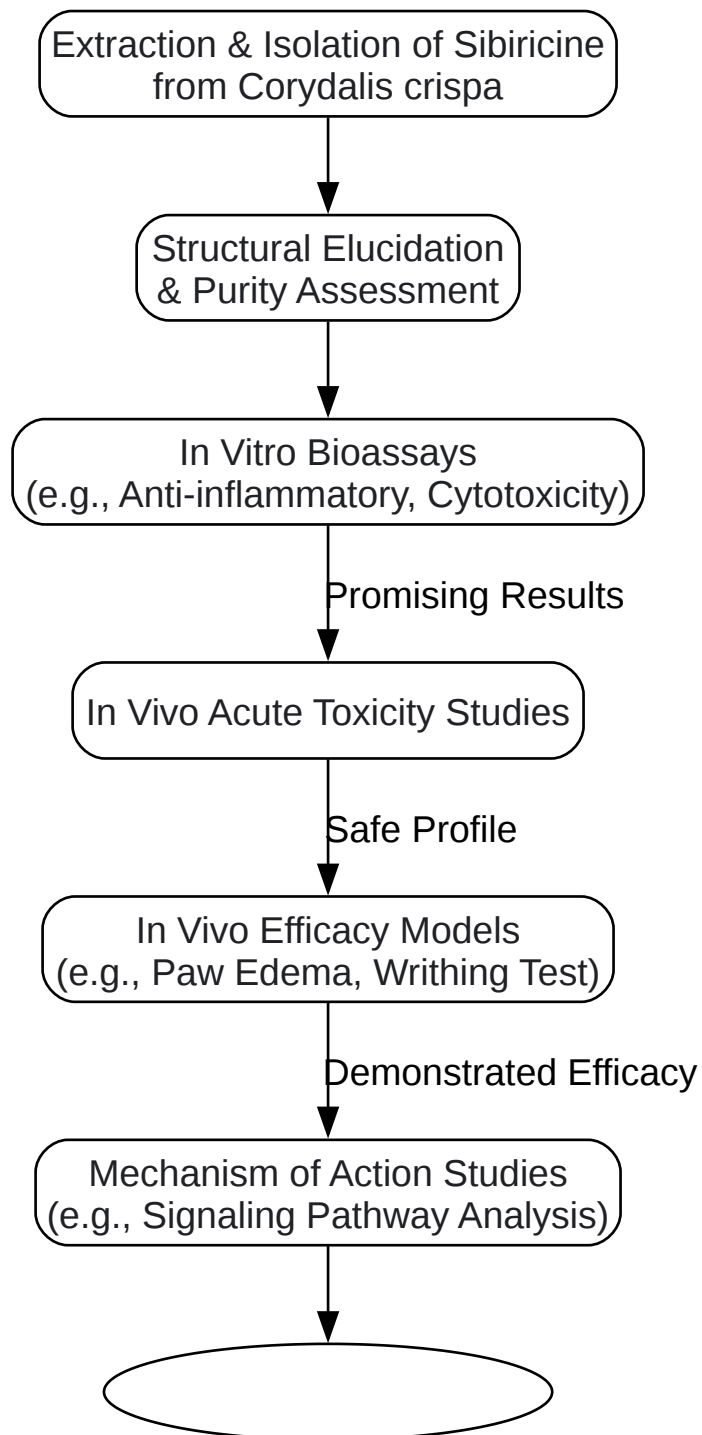 Extraction & Isolation of Sibiricine
from Corydalis crispa
Structural Elucidation
& Purity Assessment
In Vitro Bioassays
(e.g., Anti-inflammatory, Cytotoxicity)
Promising Results
In Vivo Acute Toxicity Studies
Safe Profile
In Vivo Efficacy Models
(e.g., Paw Edema, Writhing Test)
Demonstrated Efficacy
Mechanism of Action Studies
(e.g., Signaling Pathway Analysis)